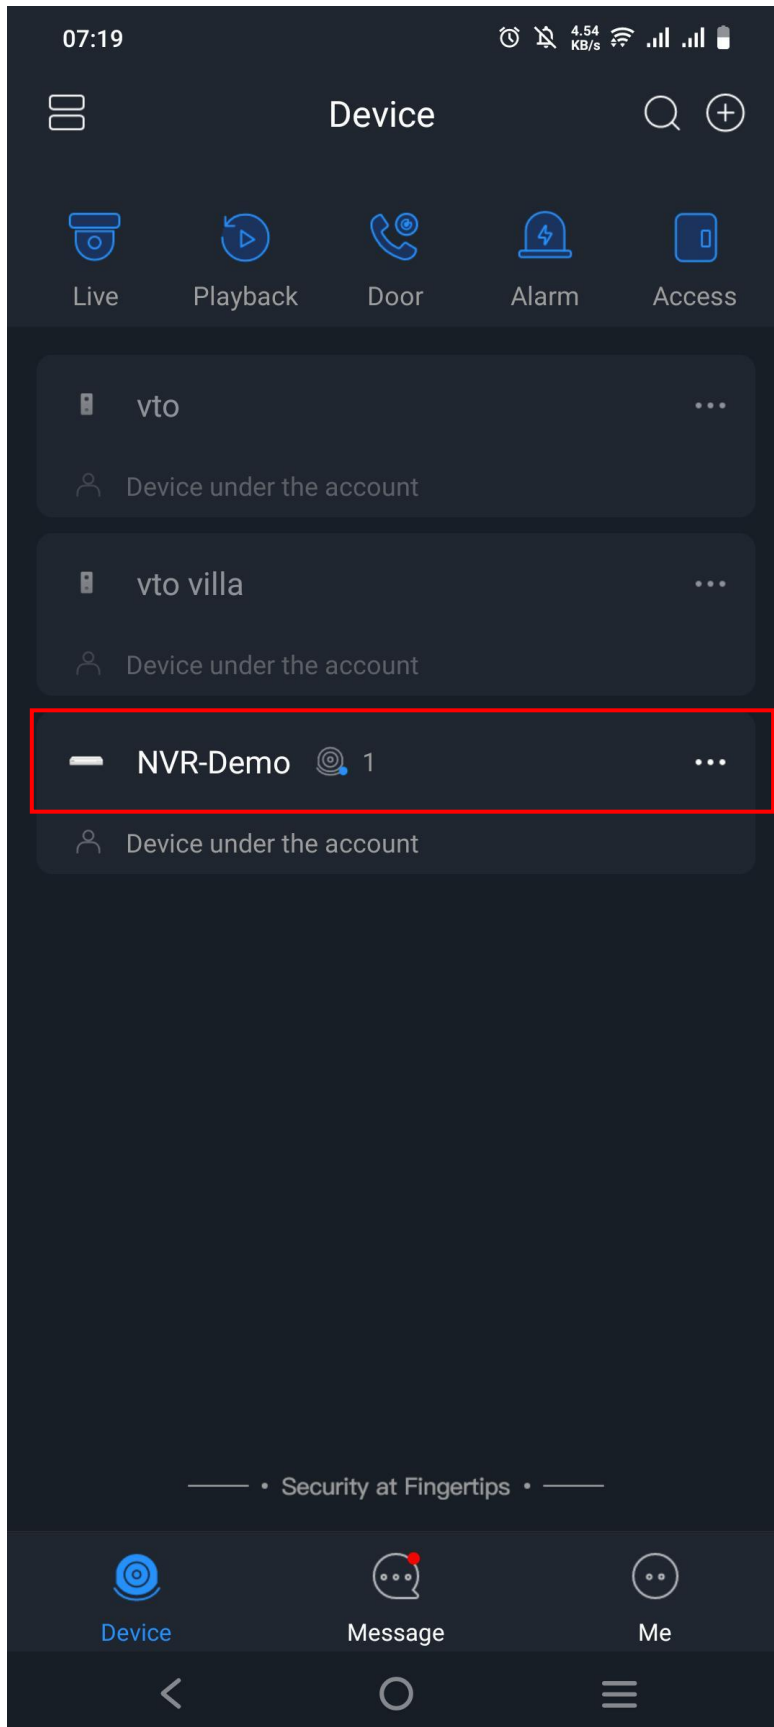 07:19
4.54
KB/s
Device
Live Playback Door Alarm Access
vto
Device under the account
vto villa
Device under the account
NVR-Demo 1
Device under the account
Security at Fingertips
Device Message Me